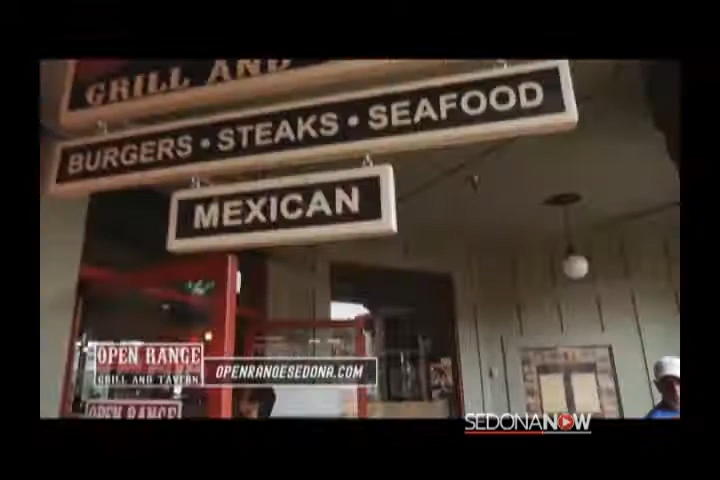 GRILL AND
BURGERS • STEAKS • SEAFOOD
MEXICAN
OPEN RANGE
GRILL AND TAVERN
OPENRANGESEDONA.COM
OPEN RANGE
SEDONANOW